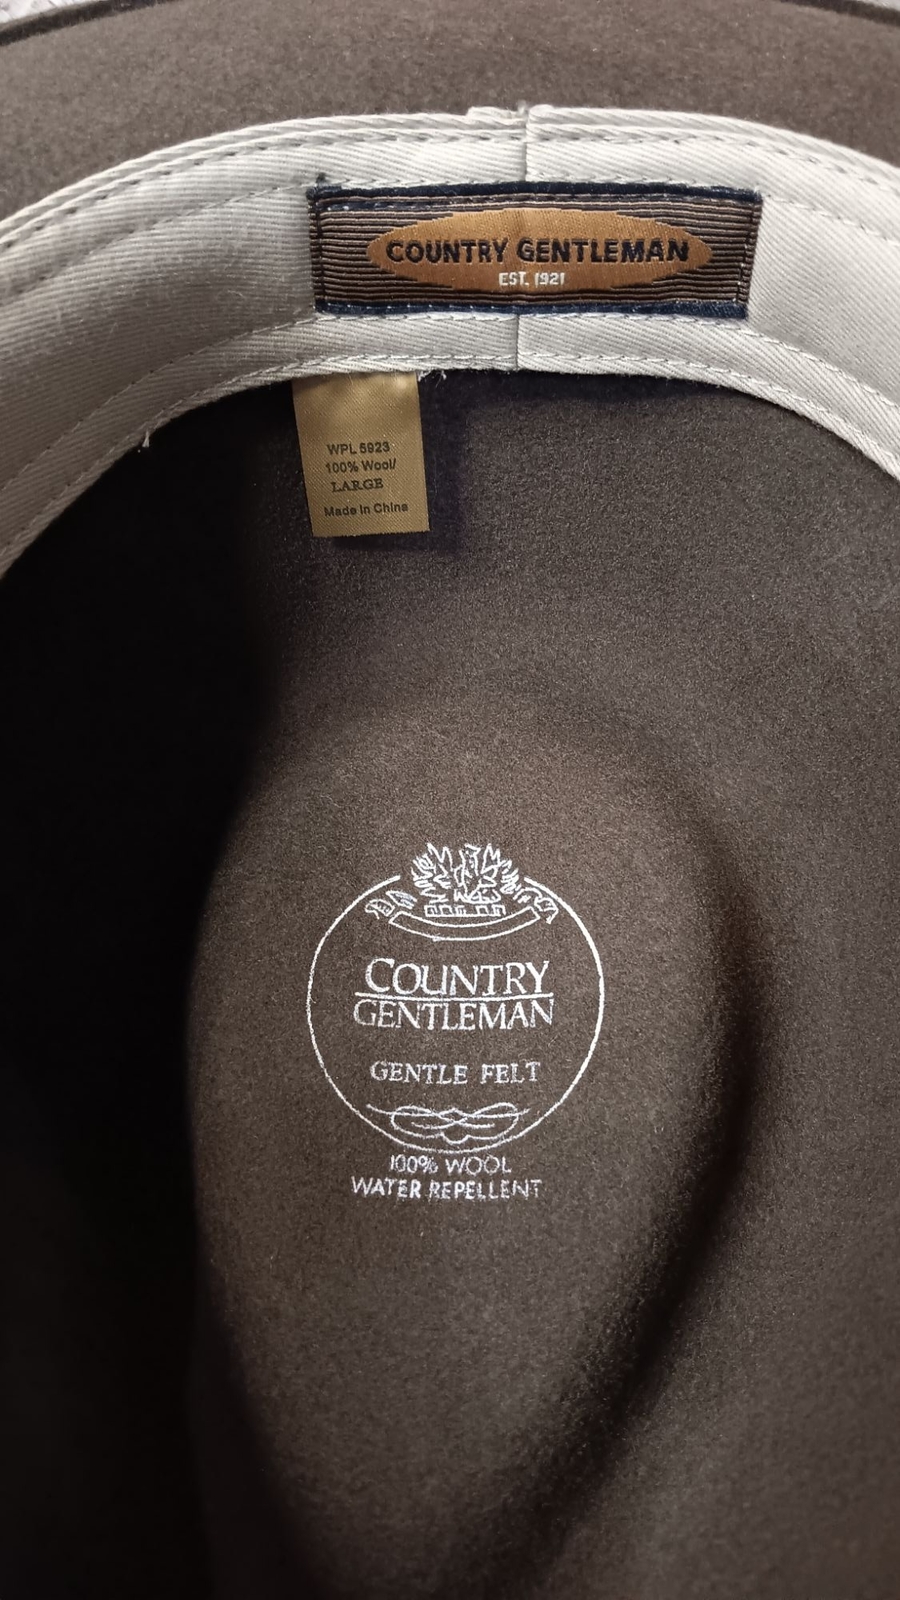 COUNTRY GENTLEMAN
EST. 1921
WPL 5923
100% Wool/
LARGE
Made in China
COUNTRY
GENTLEMAN
GENTLE FELT
100% WOOL
WATER REPELLENT